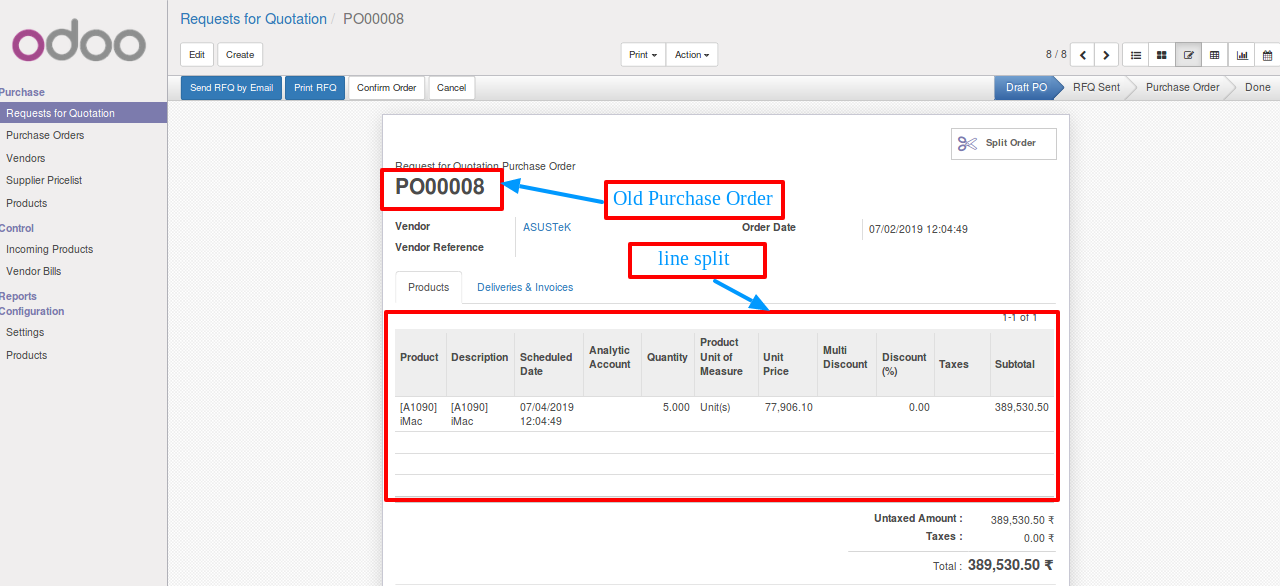 odoo
Requests for Quotation / PO00008
Edit Create Print Action 8 / 8
Send RFQ by Email Print RFQ Confirm Order Cancel Draft PO RFQ Sent Purchase Order Done
Purchase
Requests for Quotation
Purchase Orders
Vendors
Supplier Pricelist
Products
Control
Incoming Products
Vendor Bills
Reports
Configuration
Settings
Products
Split Order
Request for Quotation Purchase Order
PO00008
Old Purchase Order
Vendor ASUSTeK Order Date 07/02/2019 12:04:49
Vendor Reference
line split
Products Deliveries & Invoices
1-1 of 1
Product Description Scheduled Date Analytic Account Quantity Product Unit of Measure Unit Price Multi Discount Discount (%) Taxes Subtotal
[A1090] iMac [A1090] iMac 07/04/2019 12:04:49 5.000 Unit(s) 77,906.10 0.00 389,530.50
Untaxed Amount : 389,530.50 ₹
Taxes : 0.00 ₹
Total : 389,530.50 ₹